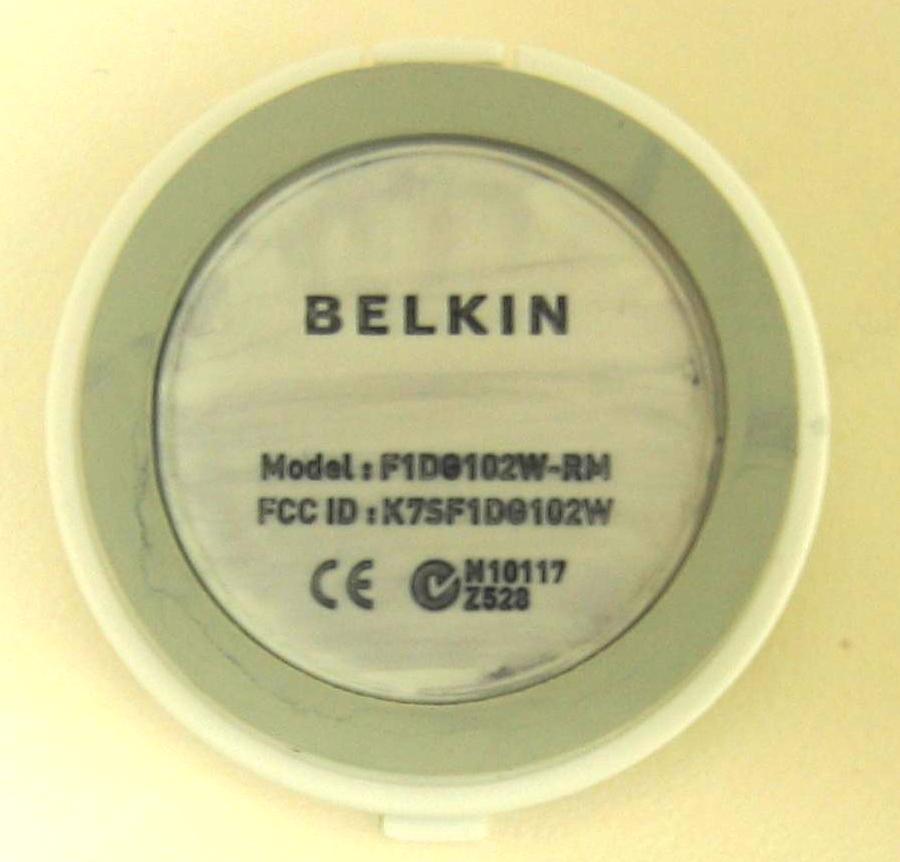 BELKIN
Model : F1DG102W-RM
FCC ID : K7SF1DG102W
CE N10117
Z528